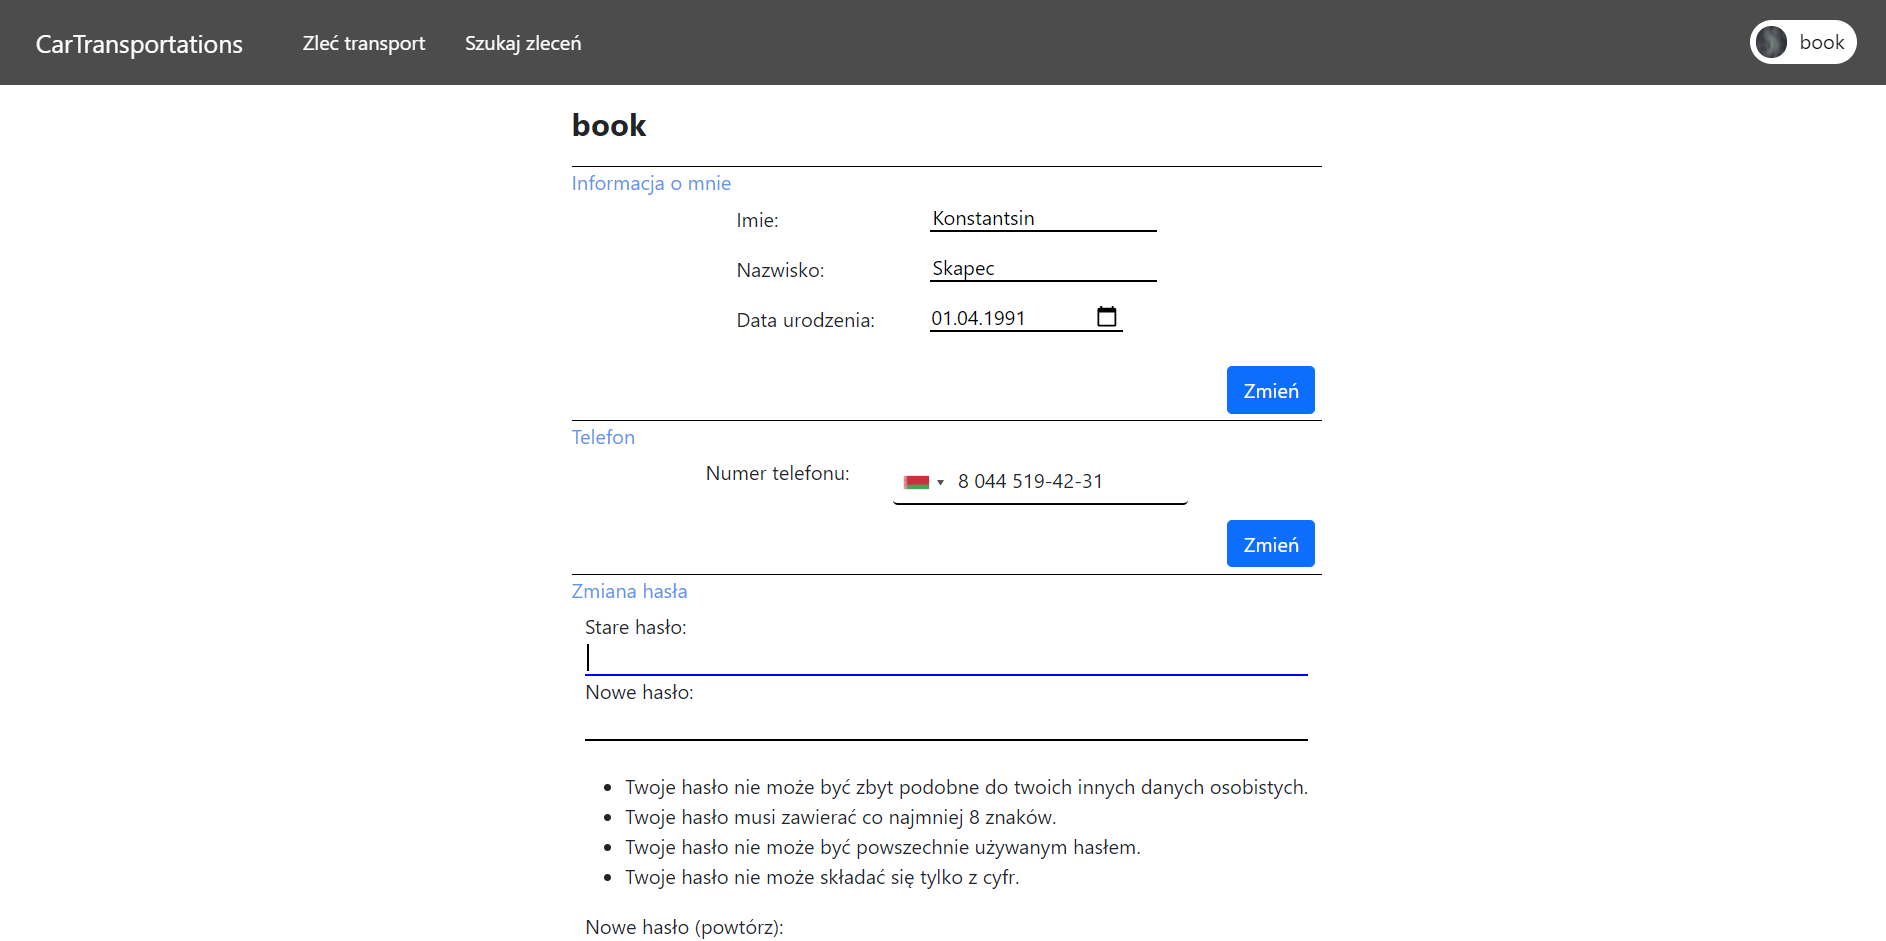 CarTransportations Zleć transport Szukaj zleceń book
book
Informacja o mnie
Imie: Konstantsin
Nazwisko: Skapec
Data urodzenia: 01.04.1991
Zmień
Telefon
Numer telefonu: 8 044 519-42-31
Zmień
Zmiana hasła
Stare hasło:
Nowe hasło:
Twoje hasło nie może być zbyt podobne do twoich innych danych osobistych.
Twoje hasło musi zawierać co najmniej 8 znaków.
Twoje hasło nie może być powszechnie używanym hasłem.
Twoje hasło nie może składać się tylko z cyfr.
Nowe hasło (powtórz):